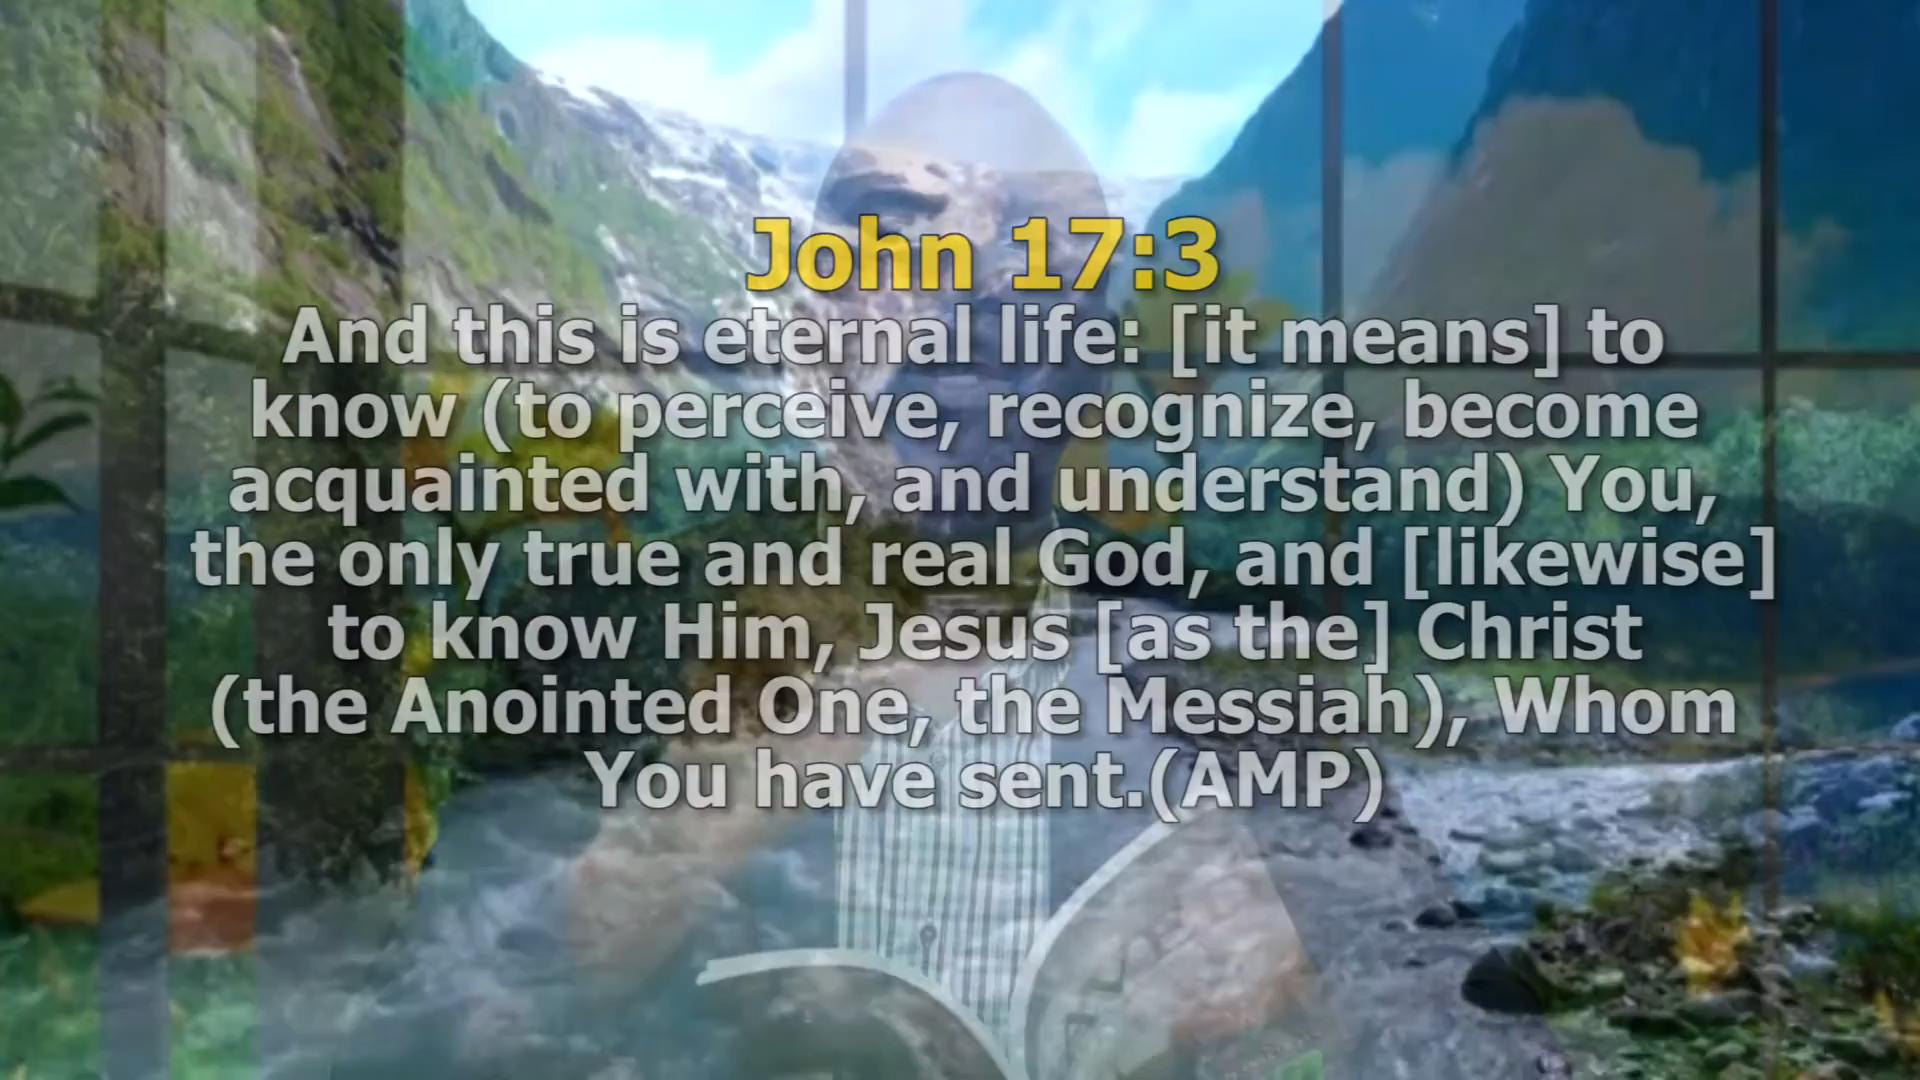 John 17:3
And this is eternal life: [it means] to
know (to perceive, recognize, become
acquainted with, and understand) You,
the only true and real God, and [likewise]
to know Him, Jesus [as the] Christ
(the Anointed One, the Messiah), Whom
You have sent.(AMP)